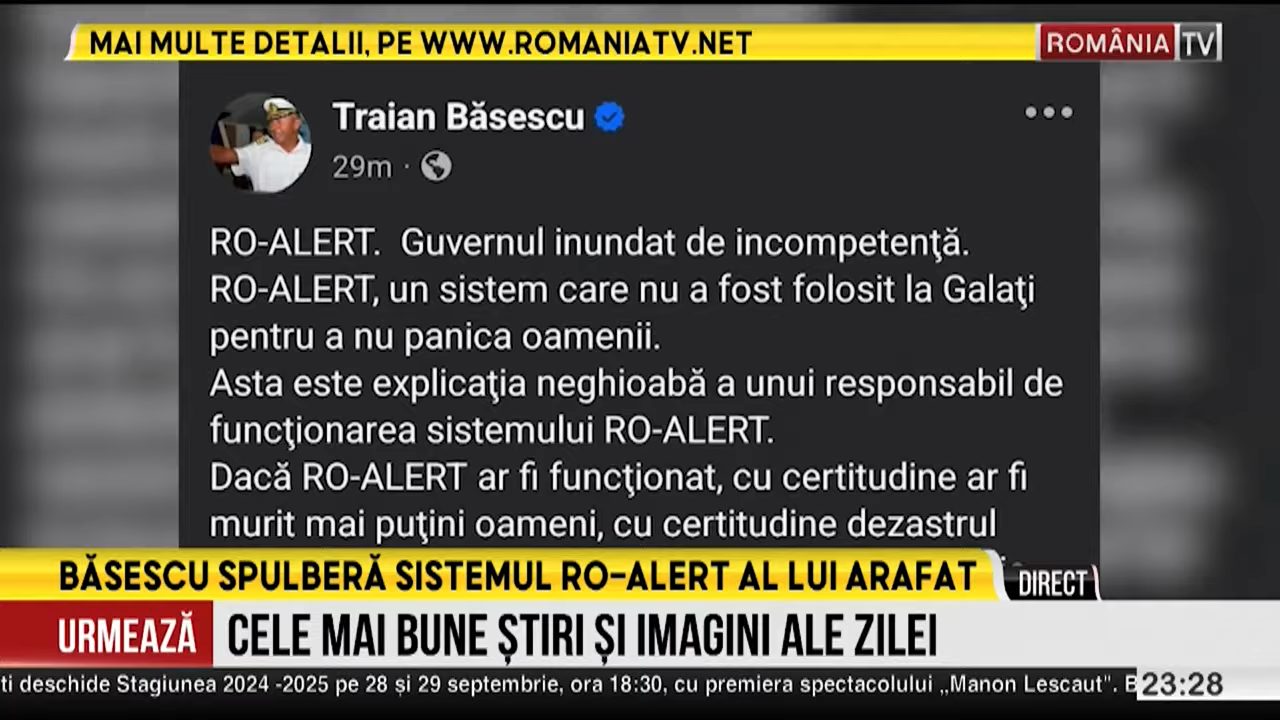 MAI MULTE DETALII, PE WWW.ROMANIATV.NET
ROMÂNIA TV
Traian Băsescu
29m ·
RO-ALERT.  Guvernul inundat de incompetenţă.
RO-ALERT, un sistem care nu a fost folosit la Galaţi
pentru a nu panica oamenii.
Asta este explicaţia neghioabă a unui responsabil de
funcţionarea sistemului RO-ALERT.
Dacă RO-ALERT ar fi funcţionat, cu certitudine ar fi
murit mai puţini oameni, cu certitudine dezastrul
BĂSESCU SPULBERĂ SISTEMUL RO-ALERT AL LUI ARAFAT
DIRECT
URMEAZĂ
CELE MAI BUNE ȘTIRI ȘI IMAGINI ALE ZILEI
ti deschide Stagiunea 2024 -2025 pe 28 și 29 septembrie, ora 18:30, cu premiera spectacolului „Manon Lescaut". B
23:28